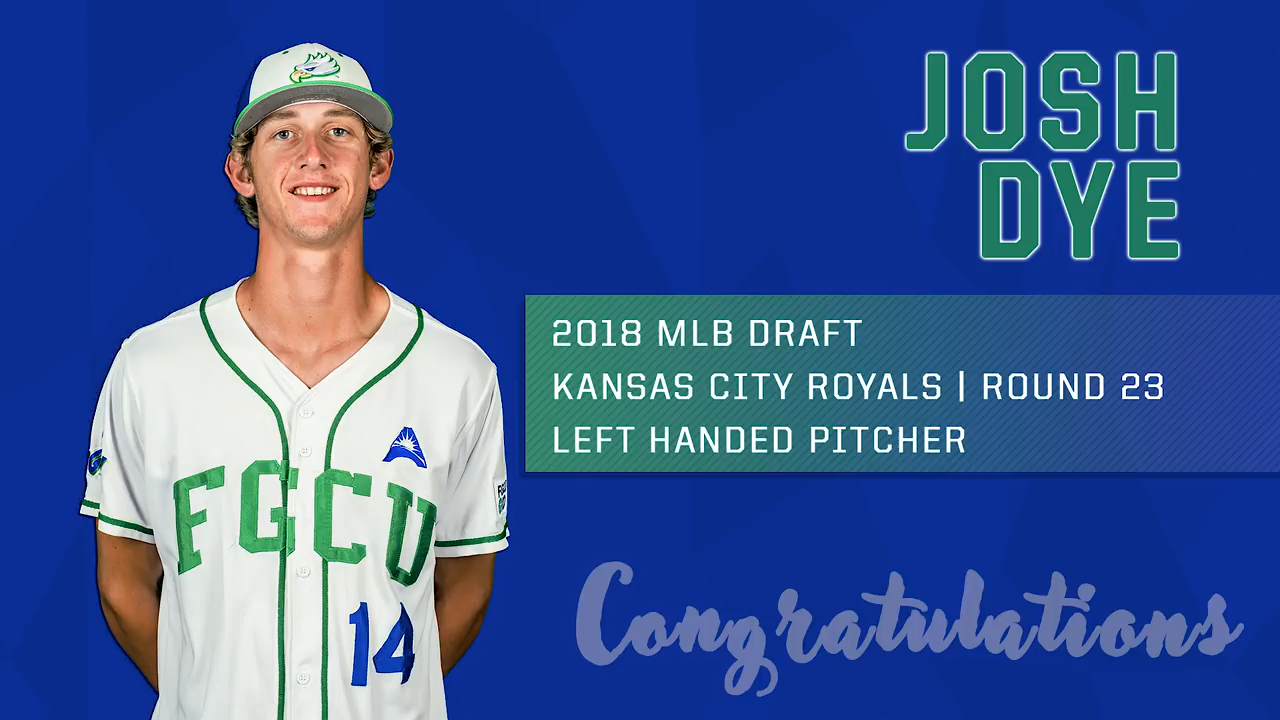 JOSH
DYE
2018 MLB DRAFT
KANSAS CITY ROYALS | ROUND 23
LEFT HANDED PITCHER
FGCU
14
Congratulations